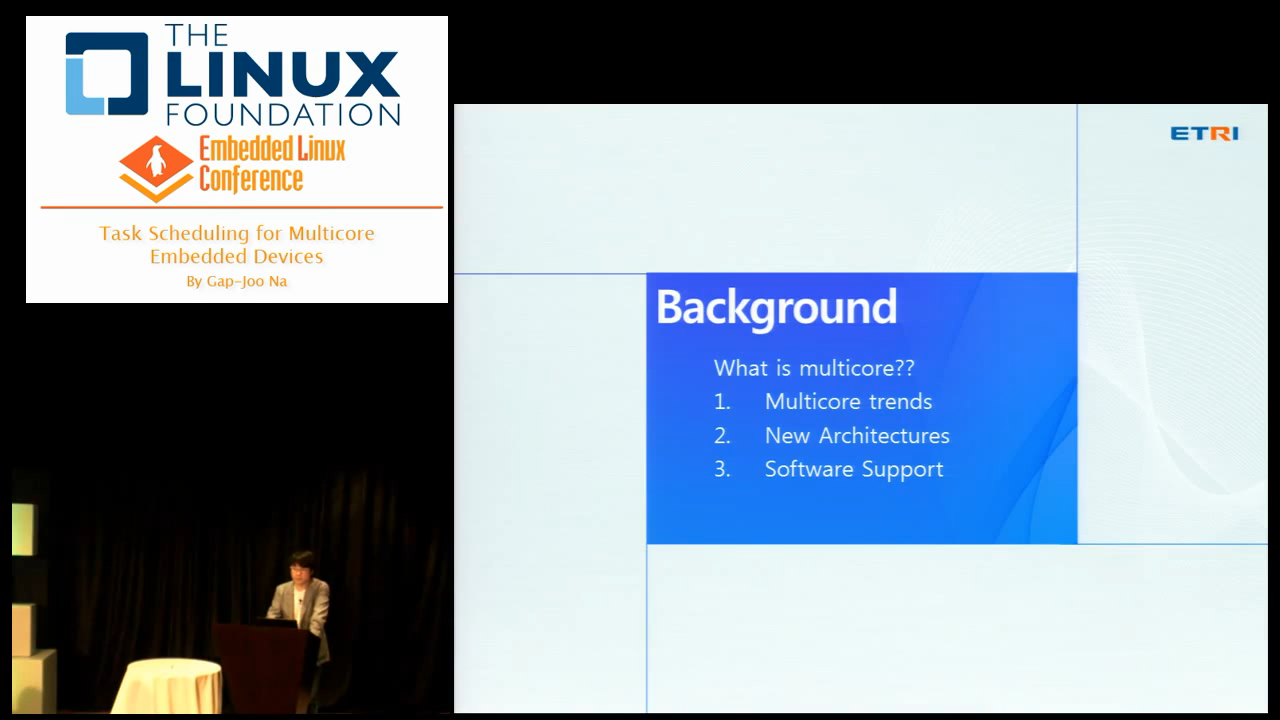 THE
LINUX
FOUNDATION
Embedded Linux
Conference
Task Scheduling for Multicore
Embedded Devices
By Gap-Joo Na
ETRI
Background
What is multicore??
1. Multicore trends
2. New Architectures
3. Software Support